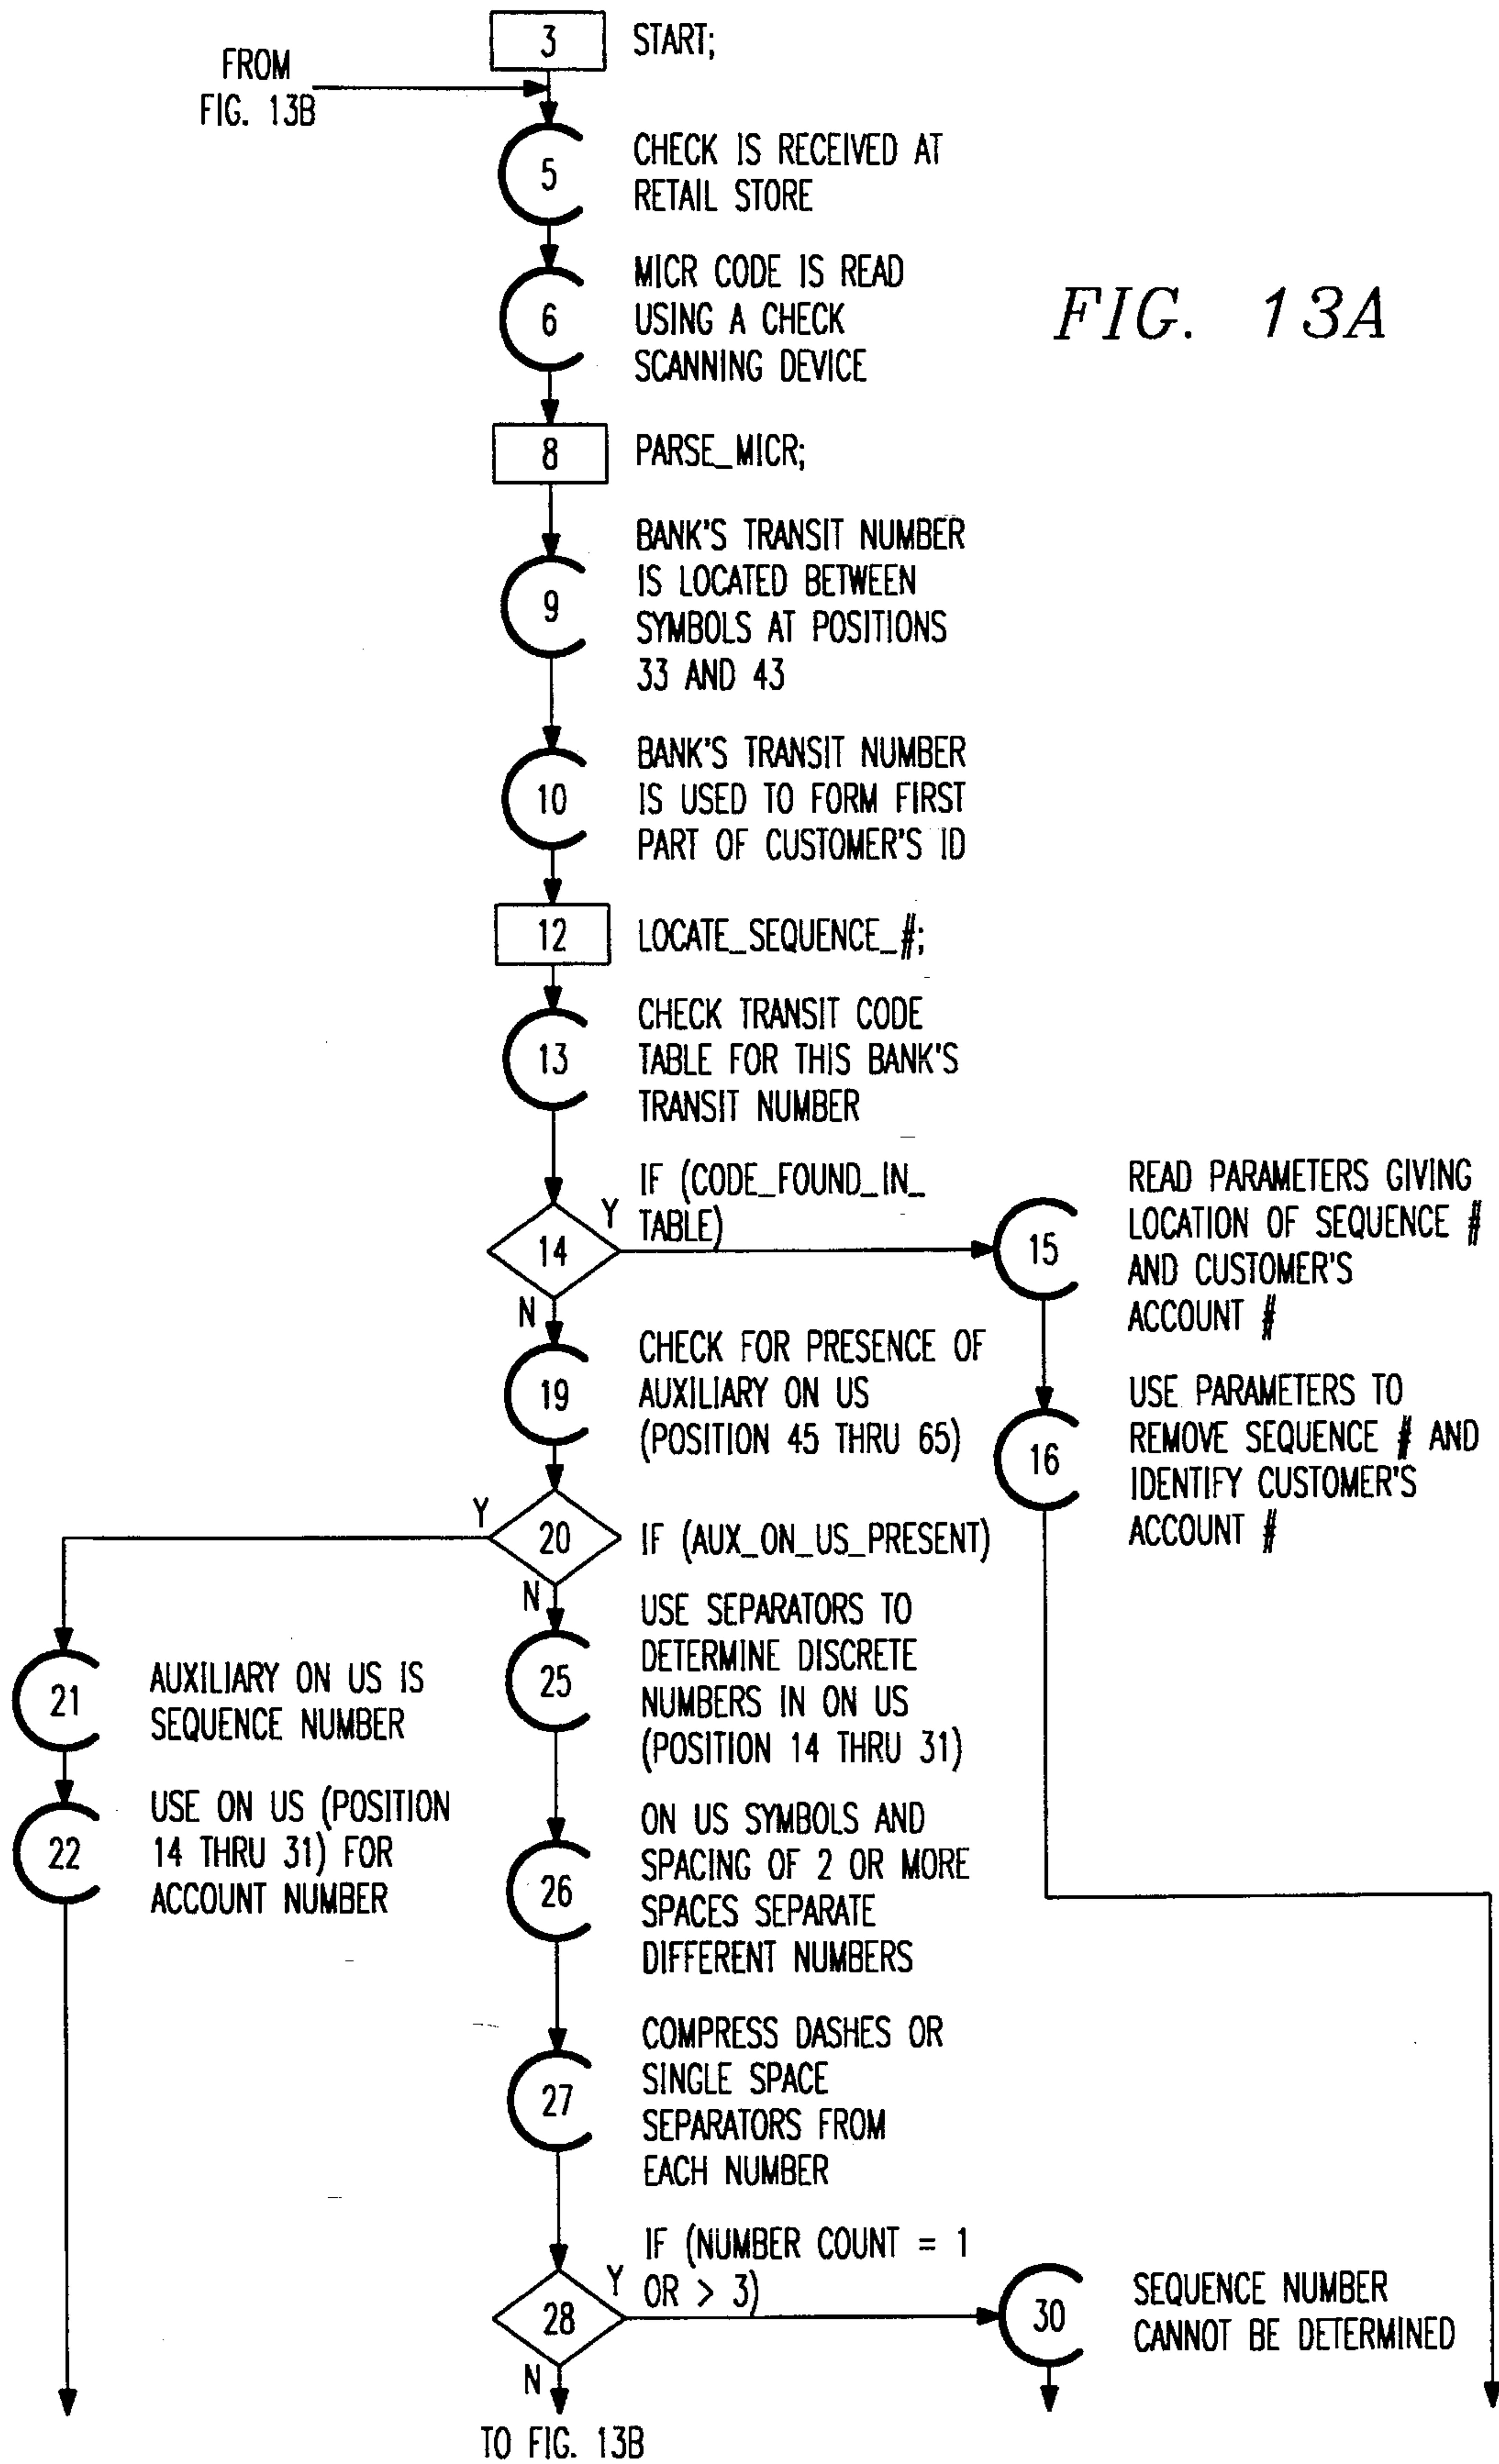 3 START;
FROM
FIG. 13B
5 CHECK IS RECEIVED AT
RETAIL STORE
MICR CODE IS READ
6 USING A CHECK
SCANNING DEVICE
FIG. 13A
8 PARSE_MICR;
BANK'S TRANSIT NUMBER
IS LOCATED BETWEEN
9 SYMBOLS AT POSITIONS
33 AND 43
BANK'S TRANSIT NUMBER
10 IS USED TO FORM FIRST
PART OF CUSTOMER'S ID
12 LOCATE_SEQUENCE_#;
CHECK TRANSIT CODE
13 TABLE FOR THIS BANK'S
TRANSIT NUMBER
IF (CODE_FOUND_IN_
Y TABLE)
14
N
READ PARAMETERS GIVING
LOCATION OF SEQUENCE #
15 AND CUSTOMER'S
ACCOUNT #
CHECK FOR PRESENCE OF
19 AUXILIARY ON US
(POSITION 45 THRU 65)
USE PARAMETERS TO
REMOVE SEQUENCE # AND
16 IDENTIFY CUSTOMER'S
ACCOUNT #
Y
20 IF (AUX_ON_US_PRESENT)
N
USE SEPARATORS TO
DETERMINE DISCRETE
25 NUMBERS IN ON US
(POSITION 14 THRU 31)
21 AUXILIARY ON US IS
SEQUENCE NUMBER
USE ON US (POSITION
22 14 THRU 31) FOR
ACCOUNT NUMBER
ON US SYMBOLS AND
SPACING OF 2 OR MORE
26 SPACES SEPARATE
DIFFERENT NUMBERS
COMPRESS DASHES OR
SINGLE SPACE
27 SEPARATORS FROM
EACH NUMBER
IF (NUMBER COUNT = 1
Y OR > 3)
28
N
30 SEQUENCE NUMBER
CANNOT BE DETERMINED
TO FIG. 13B